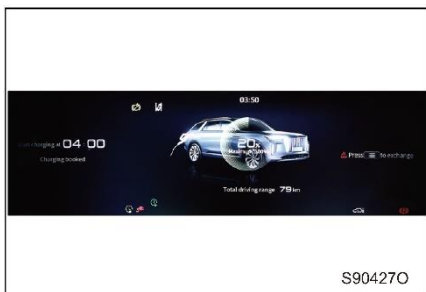 03:50
charging at 04 00
Charging booked
20%
Press to exchange
Total driving range 79 km
S90427O